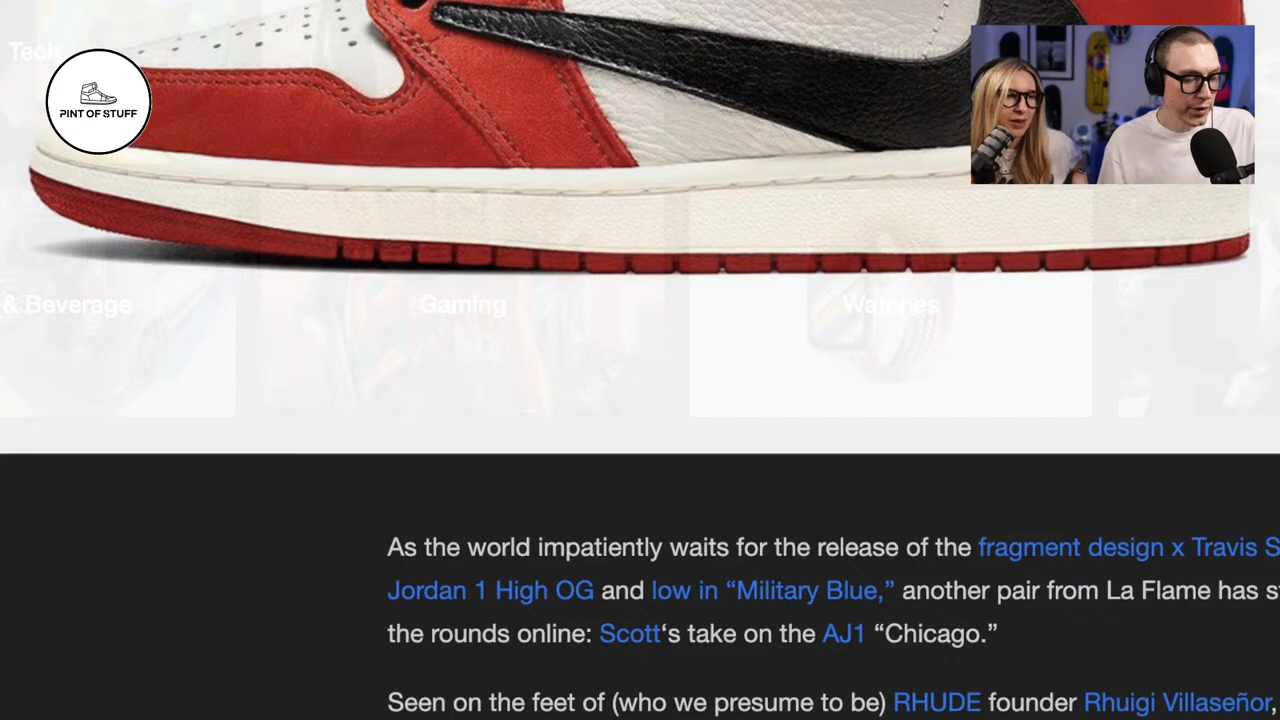 Tech
PINT OF STUFF
& Beverage
Gaming
Watches
As the world impatiently waits for the release of the fragment design x Travis S
Jordan 1 High OG and low in “Military Blue,” another pair from La Flame has s
the rounds online: Scott‘s take on the AJ1 “Chicago.”
Seen on the feet of (who we presume to be) RHUDE founder Rhuigi Villaseñor,